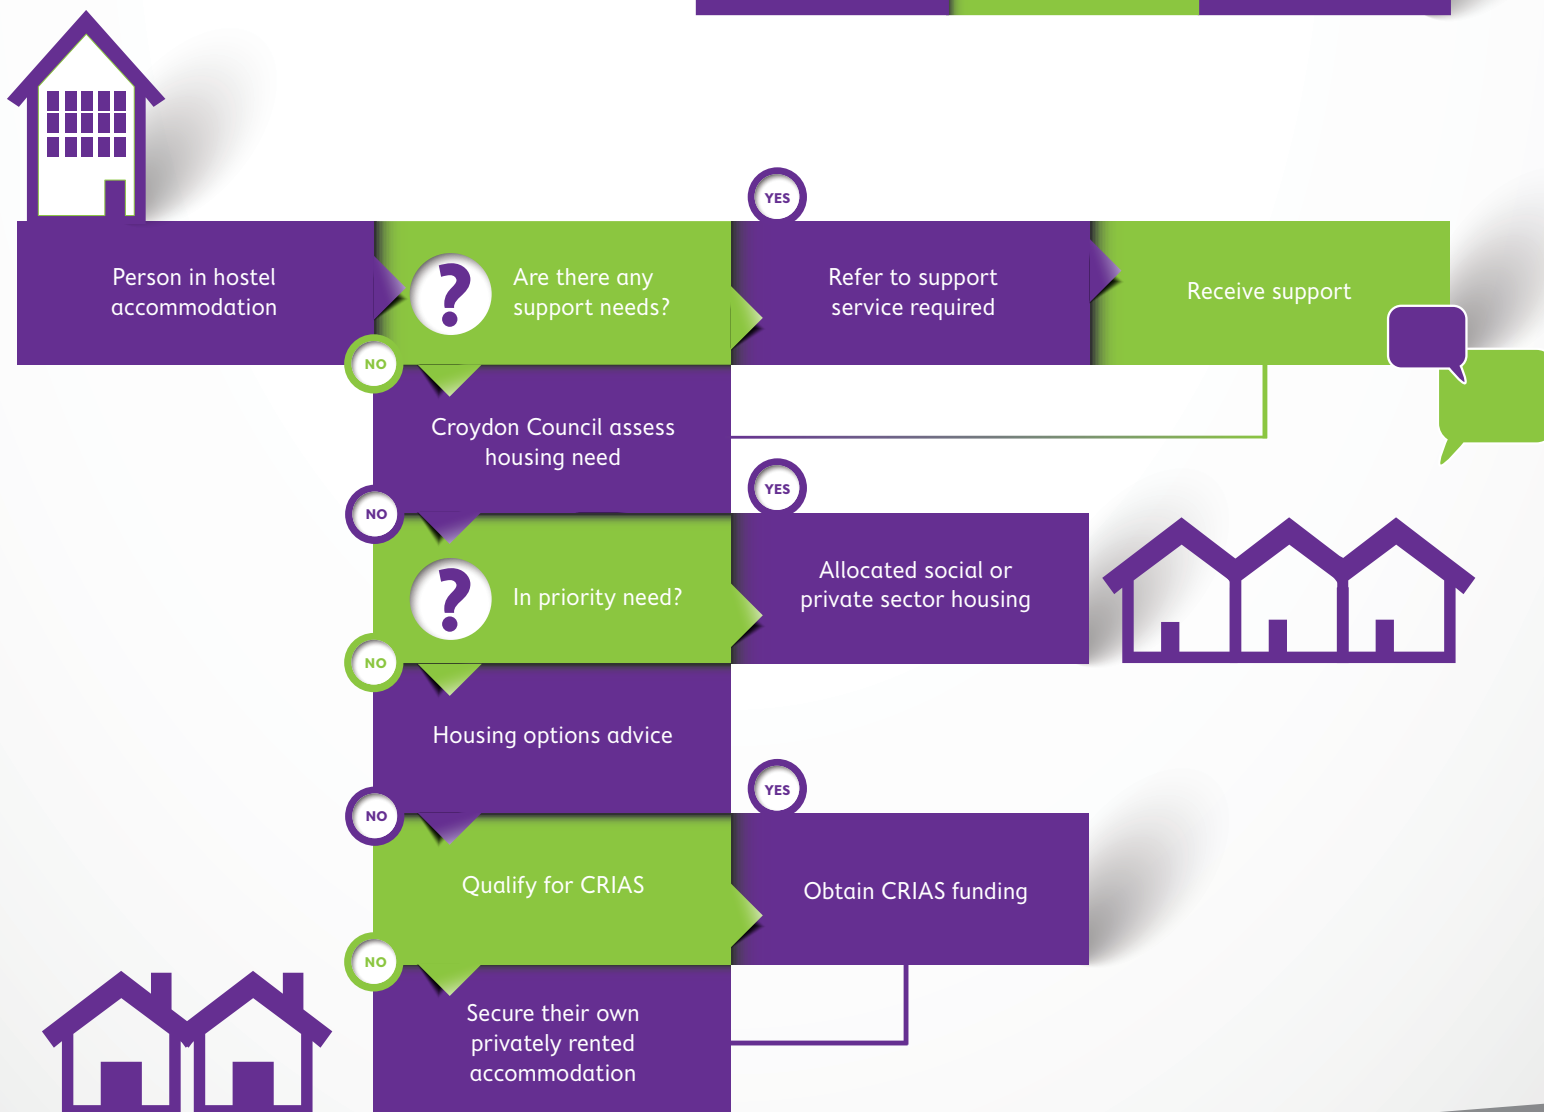 YES
Person in hostel
accommodation
?
Are there any
support needs?
Refer to support
service required
Receive support
NO
Croydon Council assess
housing need
YES
NO
?
In priority need?
Allocated social or
private sector housing
NO
Housing options advice
YES
NO
Qualify for CRIAS
Obtain CRIAS funding
NO
Secure their own
privately rented
accommodation